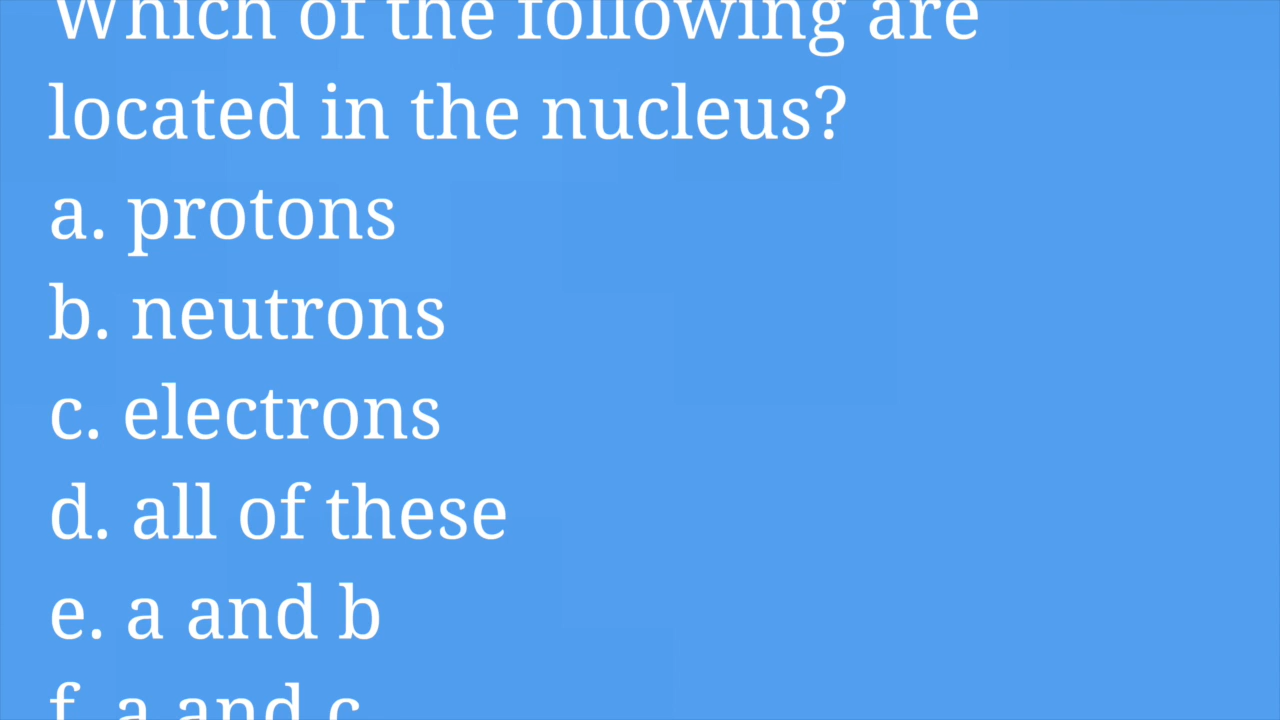 Which of the following are
located in the nucleus?
a. protons
b. neutrons
c. electrons
d. all of these
e. a and b
f. a and c